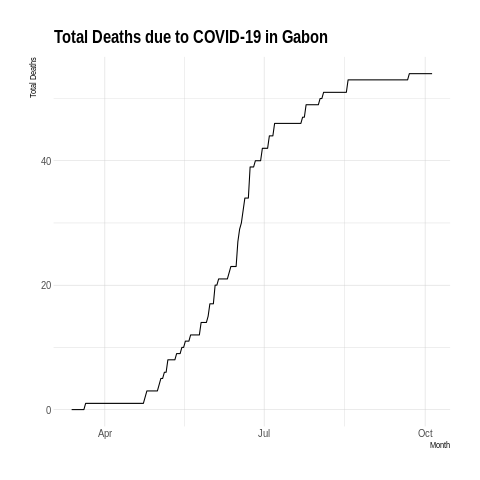 Total Deaths due to COVID-19 in Gabon
Total Deaths
40
20
0
Apr
Jul
Oct
Month